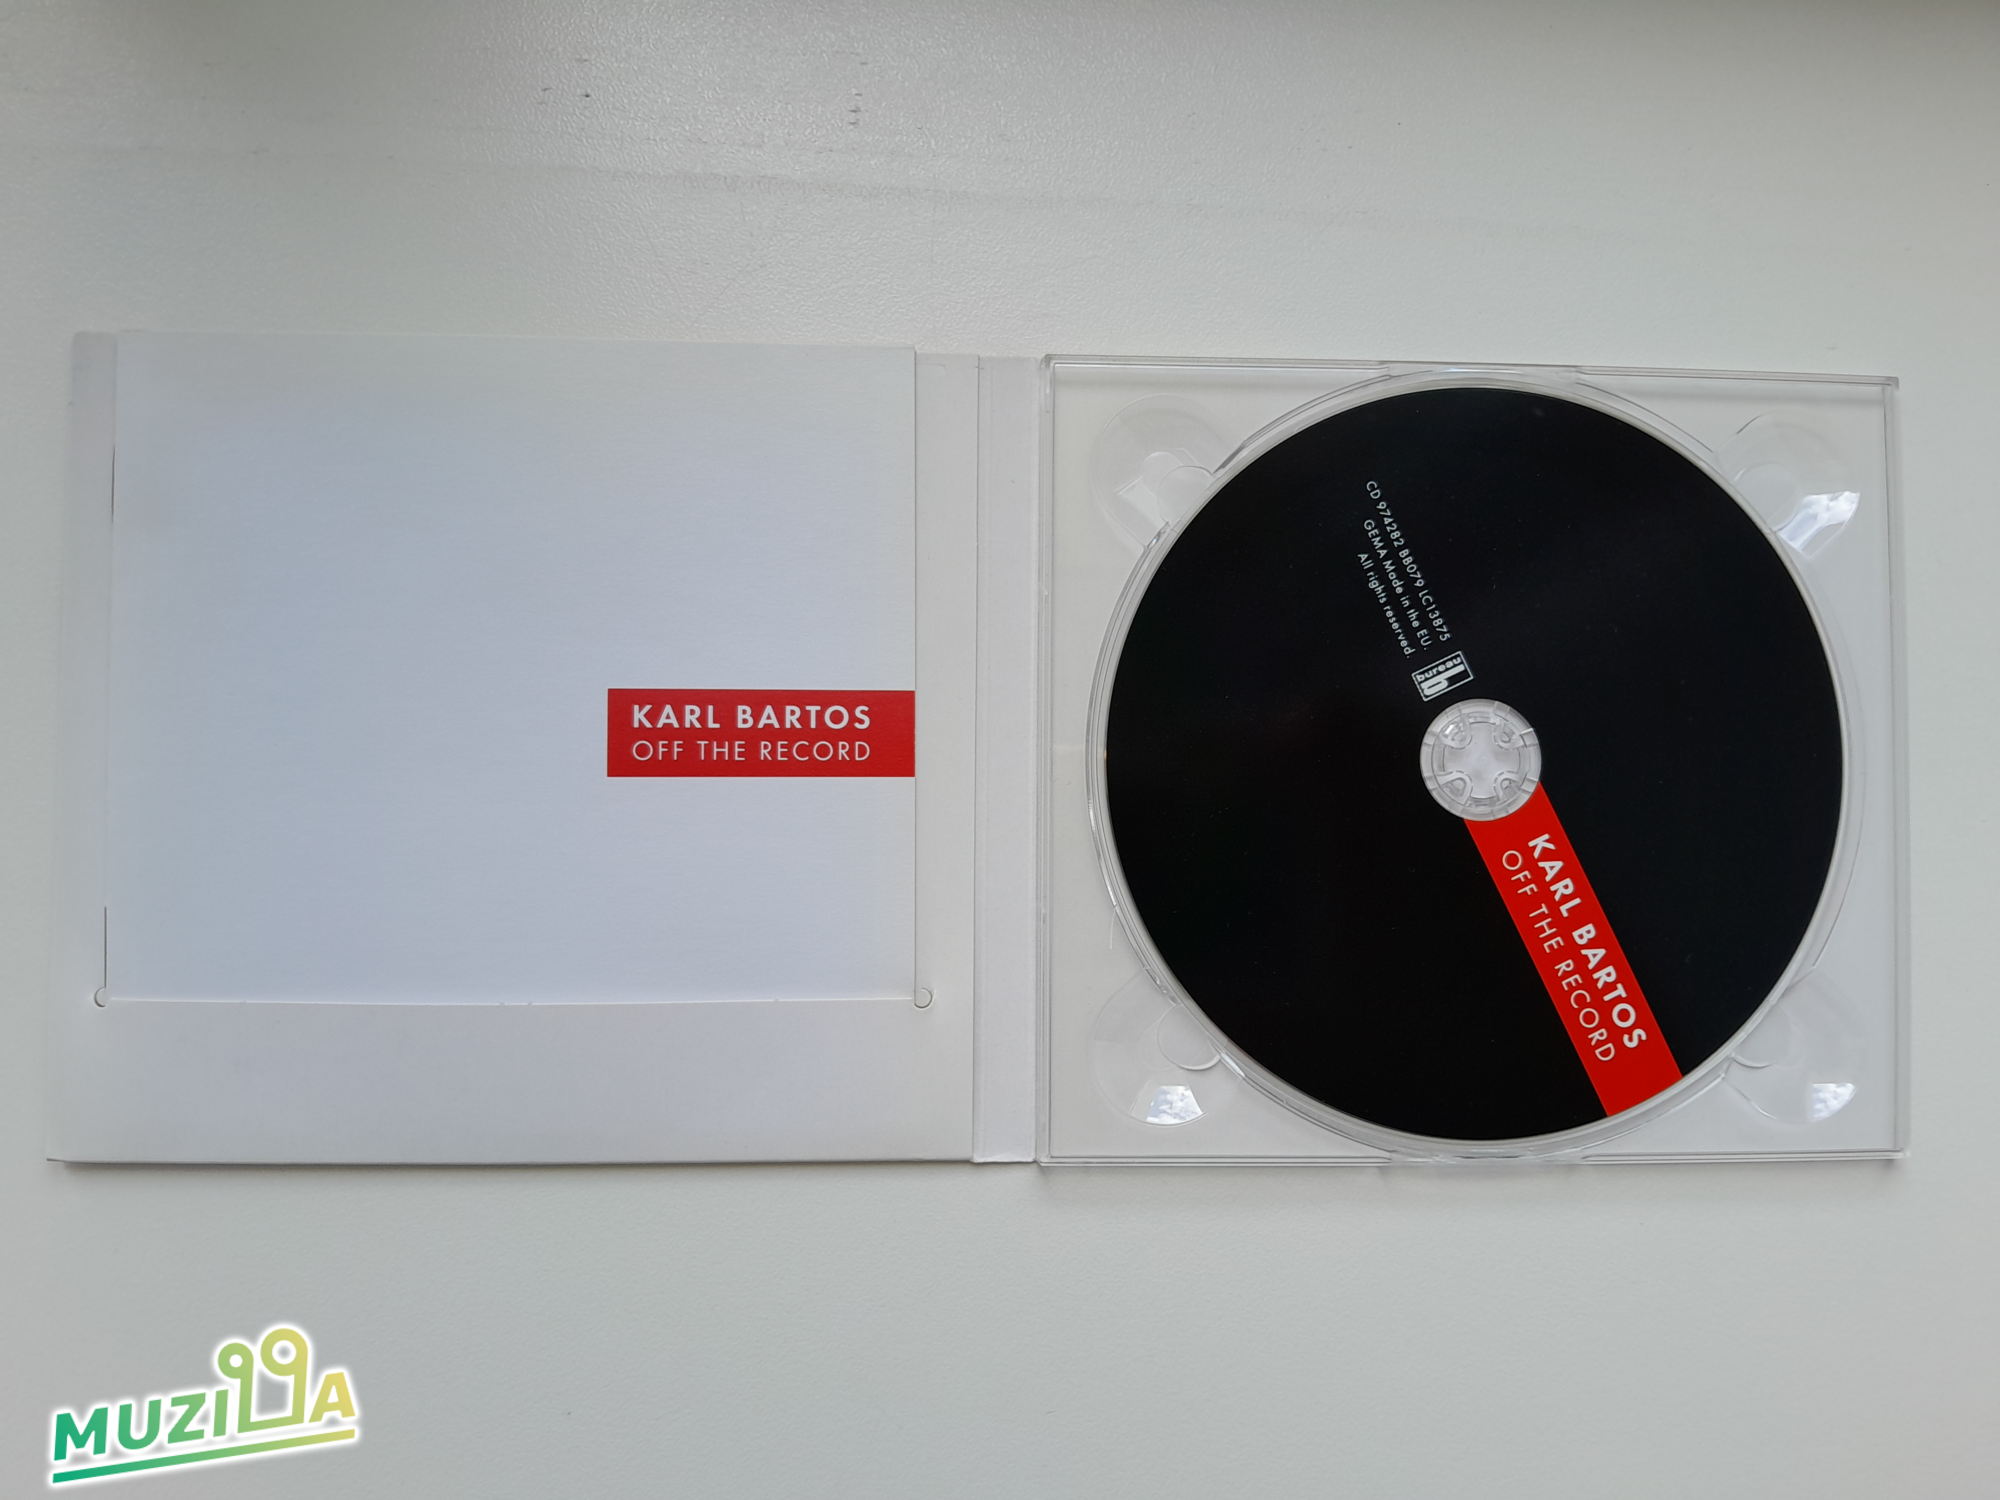 KARL BARTOS
OFF THE RECORD
CD 974282 BB079 LC13875
GEMA Made in the EU.
All rights reserved.
bureau
b
KARL BARTOS
OFF THE RECORD
MUZILLA